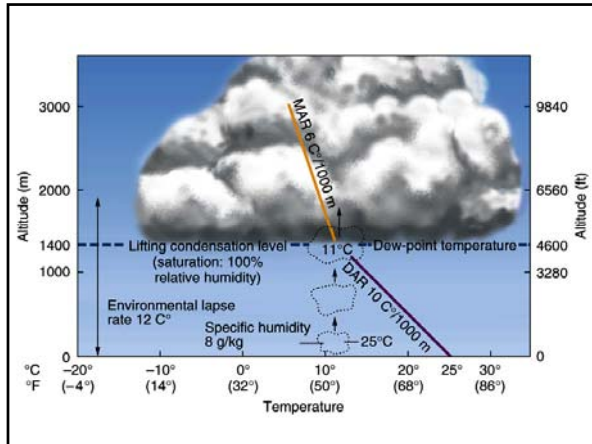 3000
2000
1400
1000
0
Altitude (m)
MAR 6 C°/1000 m
Lifting condensation level
(saturation: 100%
relative humidity)
11°C
Dew-point temperature
DAR 10 C°/1000 m
Environmental lapse
rate 12 C°
Specific humidity
8 g/kg
25°C
9840
6560
4600
3280
0
Altitude (ft)
°C -20° -10° 0° 10° 20° 25° 30°
°F (-4°) (14°) (32°) (50°) (68°) (86°)
Temperature